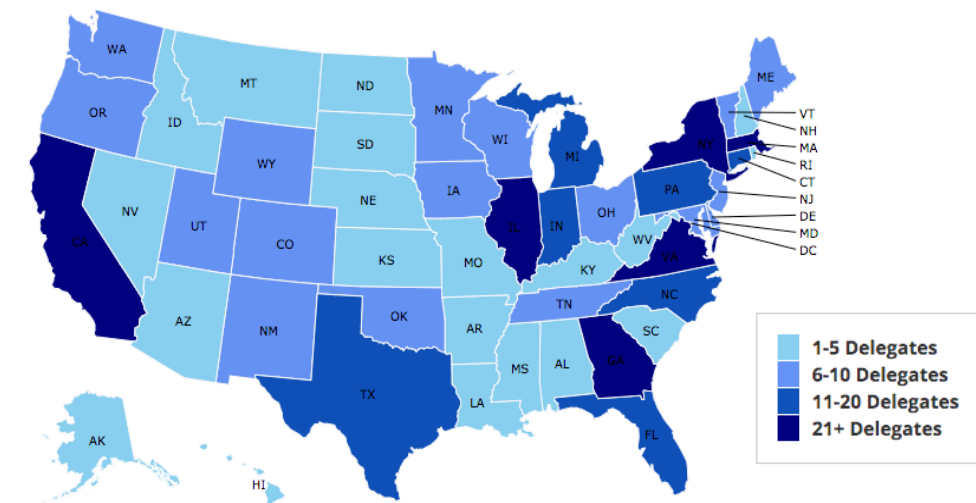 WA
MT
ND
MN
ME
OR
ID
SD
WI
MI
NY
VT
NH
MA
RI
CT
NJ
DE
MD
DC
WY
NE
IA
PA
NV
UT
CO
IL
IN
OH
CA
KS
MO
WV
KY
VA
AZ
NM
OK
TN
NC
AR
SC
TX
MS
AL
GA
LA
FL
AK
HI
1-5 Delegates
6-10 Delegates
11-20 Delegates
21+ Delegates